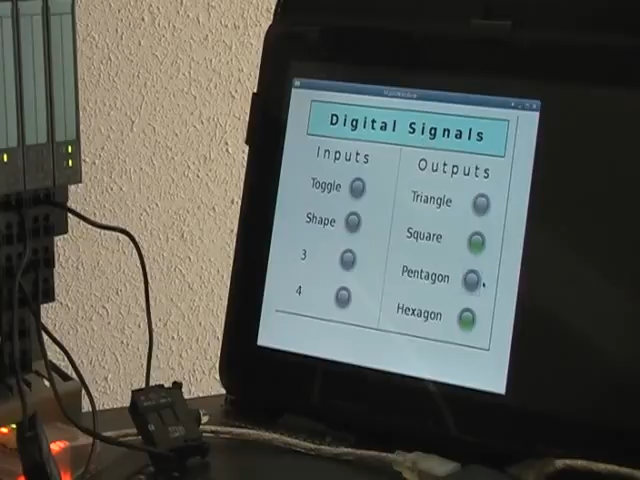 Digital Signals
Inputs
Outputs
Toggle
Triangle
Shape
Square
3
Pentagon
4
Hexagon